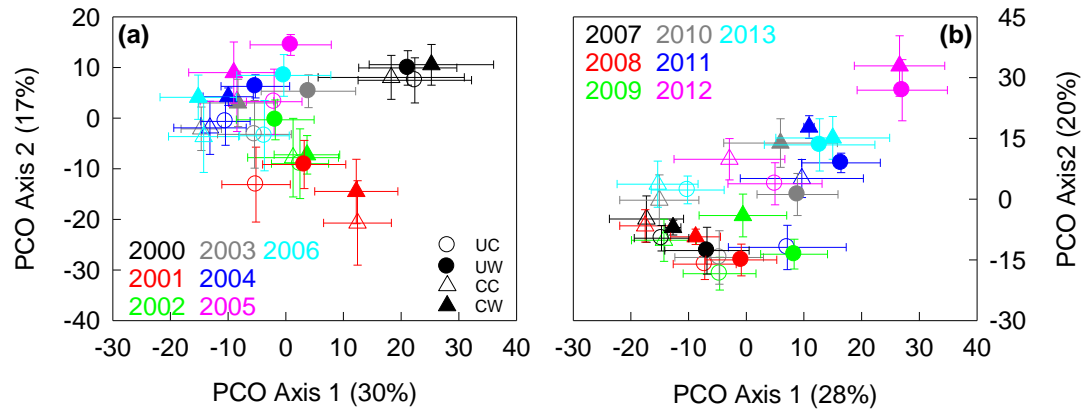 (a)
20
10
0
-10
-20
-30
-40
PCO Axis 2 (17%)
2000 2003 2006
2001 2004
2002 2005
UC
UW
CC
CW
-30 -20 -10 0 10 20 30 40
PCO Axis 1 (30%)
(b)
2007 2010 2013
2008 2011
2009 2012
45
30
15
0
-15
-30
PCO Axis2 (20%)
-30 -20 -10 0 10 20 30 40
PCO Axis 1 (28%)